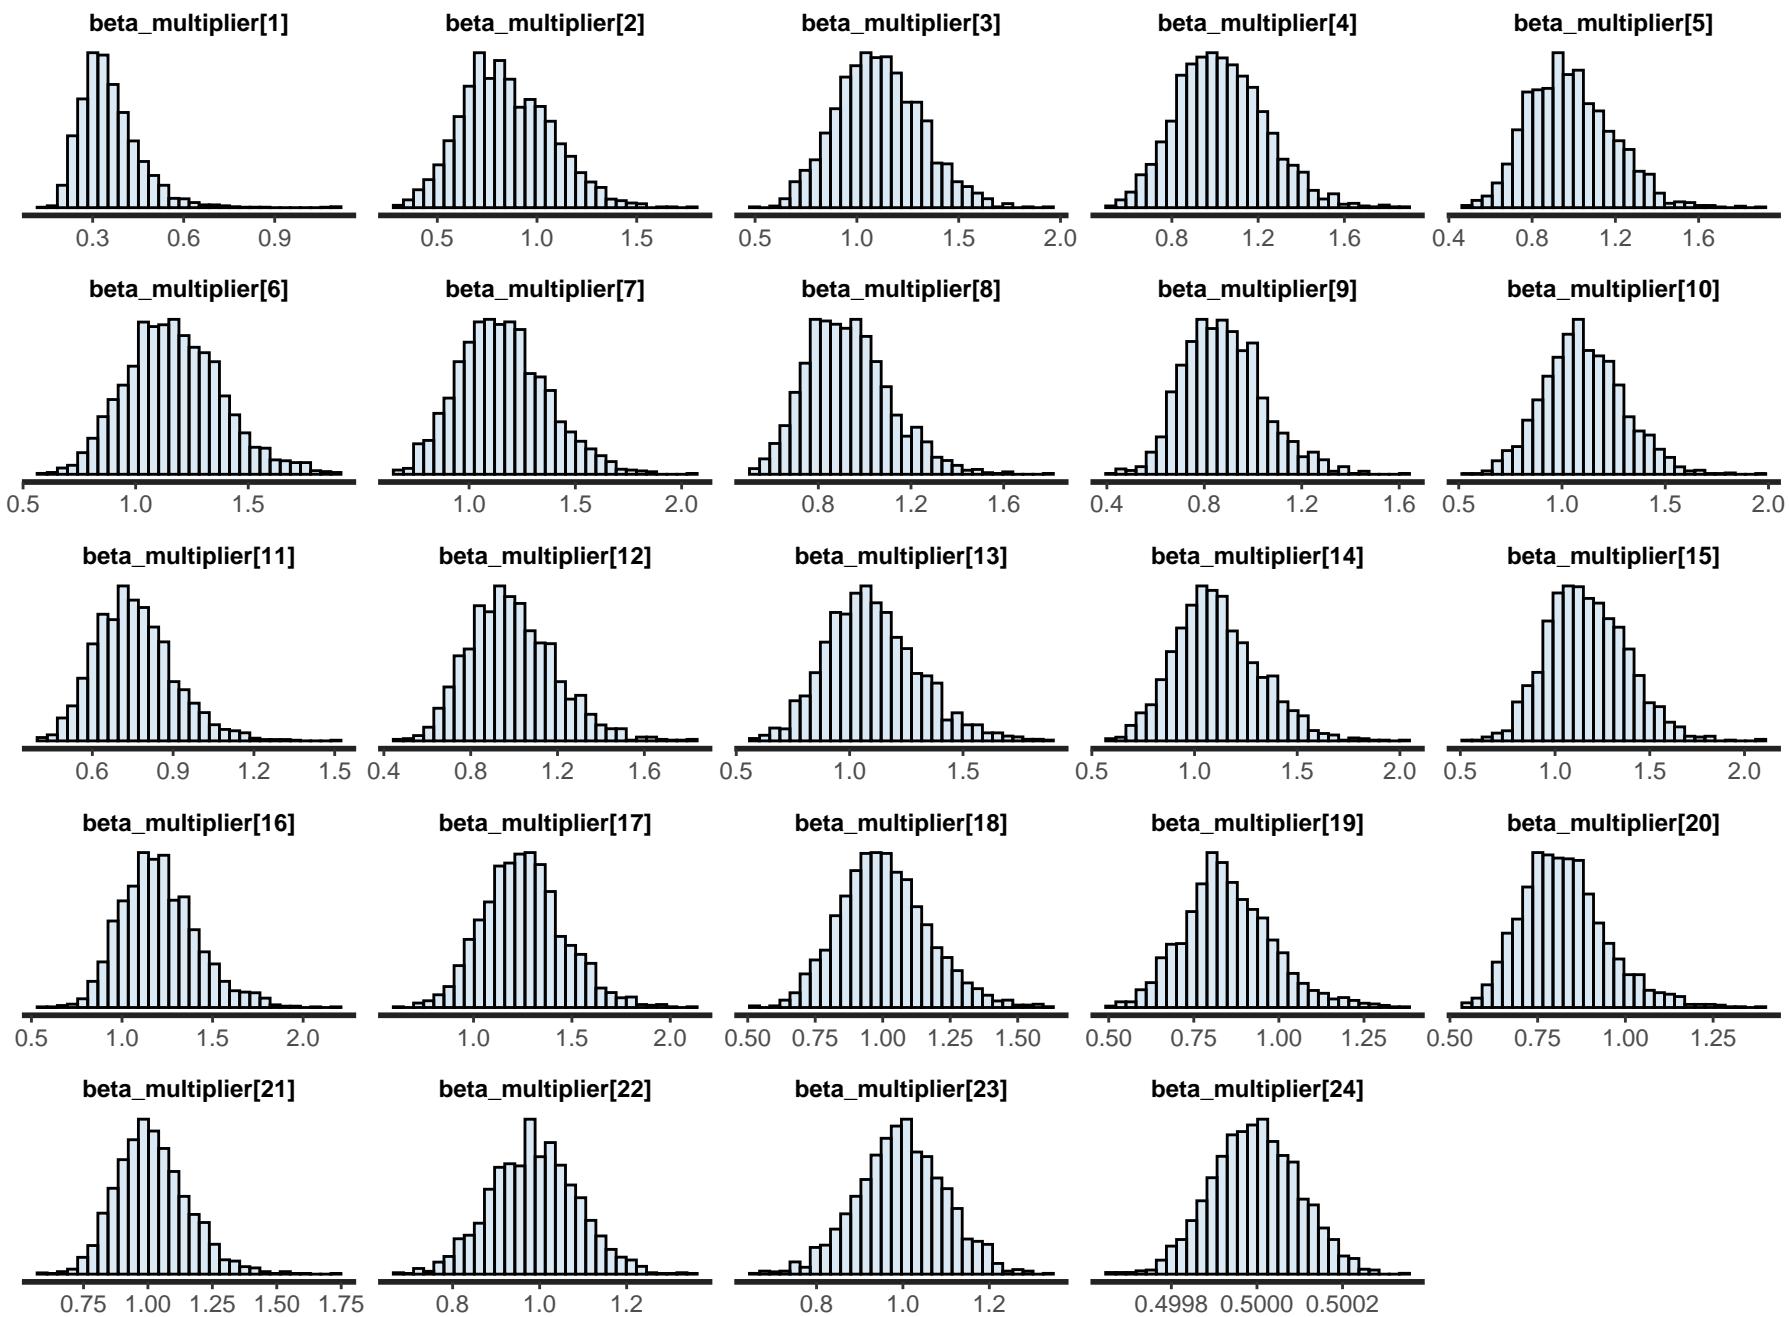 beta_multiplier[1] beta_multiplier[2] beta_multiplier[3] beta_multiplier[4] beta_multiplier[5]
0.3 0.6 0.9 0.5 1.0 1.5 0.5 1.0 1.5 2.0 0.8 1.2 1.6 0.4 0.8 1.2 1.6
beta_multiplier[6] beta_multiplier[7] beta_multiplier[8] beta_multiplier[9] beta_multiplier[10]
0.5 1.0 1.5 1.0 1.5 2.0 0.8 1.2 1.6 0.4 0.8 1.2 1.6 0.5 1.0 1.5 2.0
beta_multiplier[11] beta_multiplier[12] beta_multiplier[13] beta_multiplier[14] beta_multiplier[15]
0.6 0.9 1.2 1.5 0.4 0.8 1.2 1.6 0.5 1.0 1.5 0.5 1.0 1.5 2.0 0.5 1.0 1.5 2.0
beta_multiplier[16] beta_multiplier[17] beta_multiplier[18] beta_multiplier[19] beta_multiplier[20]
0.5 1.0 1.5 2.0 1.0 1.5 2.0 0.50 0.75 1.00 1.25 1.50 0.50 0.75 1.00 1.25 0.50 0.75 1.00 1.25
beta_multiplier[21] beta_multiplier[22] beta_multiplier[23] beta_multiplier[24]
0.75 1.00 1.25 1.50 1.75 0.8 1.0 1.2 0.8 1.0 1.2 0.4998 0.5000 0.5002